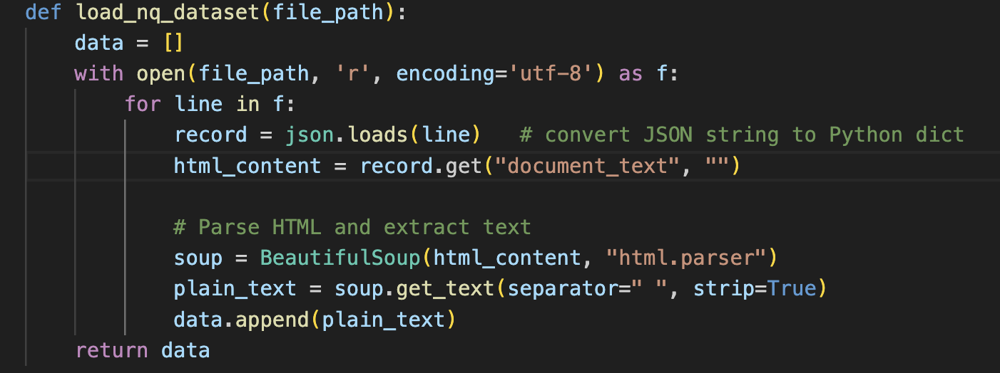 def load_nq_dataset(file_path):
    data = []
    with open(file_path, 'r', encoding='utf-8') as f:
        for line in f:
            record = json.loads(line)   # convert JSON string to Python dict
            html_content = record.get("document_text", "")

            # Parse HTML and extract text
            soup = BeautifulSoup(html_content, "html.parser")
            plain_text = soup.get_text(separator=" ", strip=True)
            data.append(plain_text)
    return data